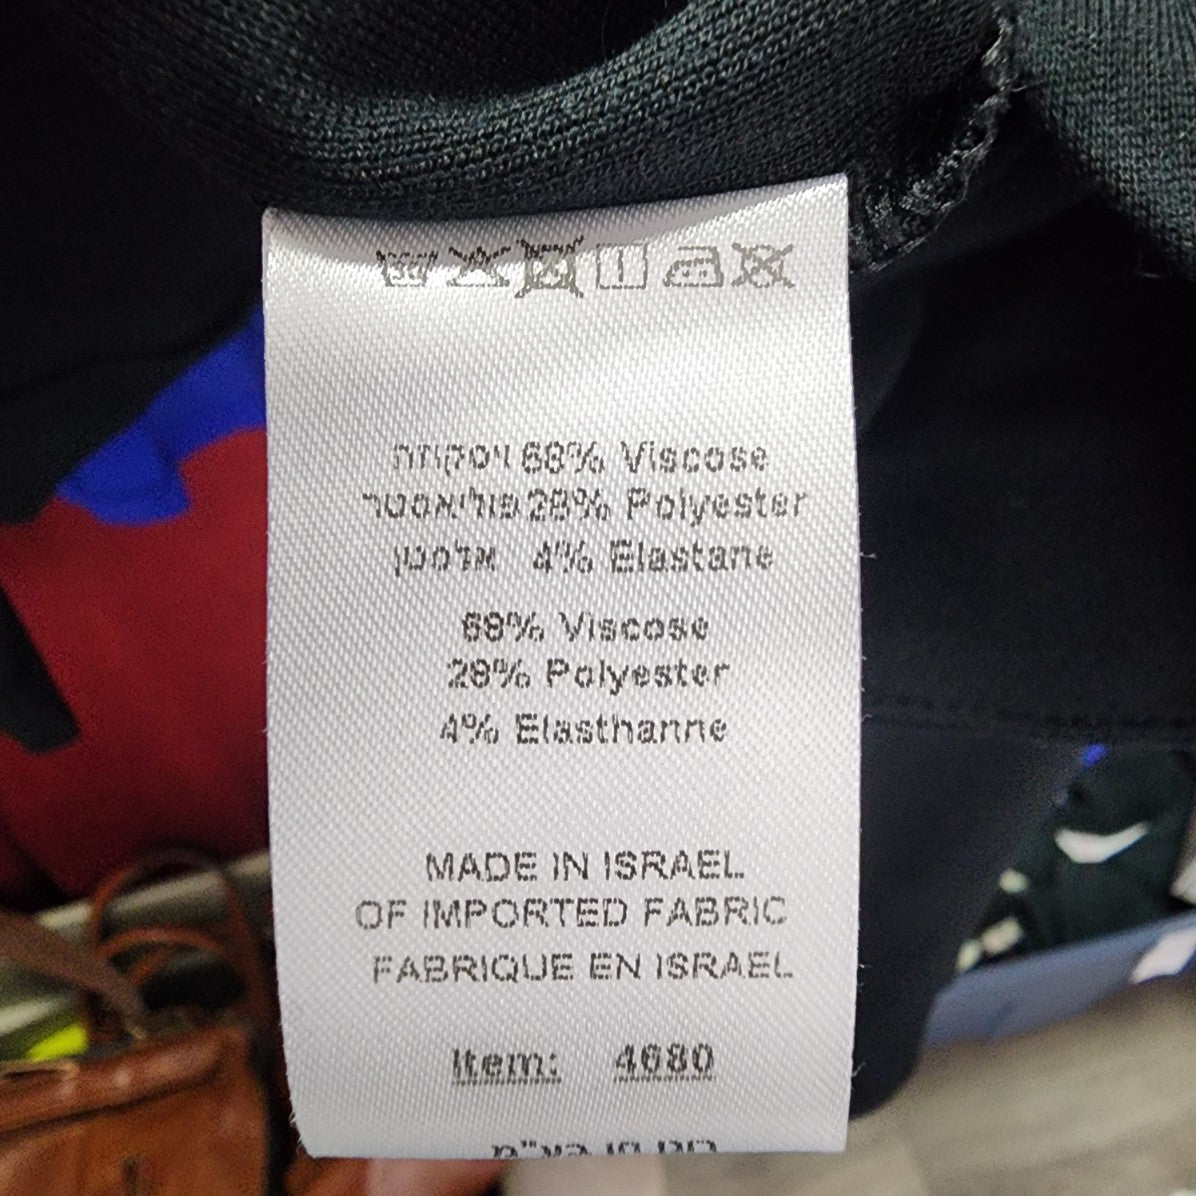 30
ויסקוזה 68% Viscose
פוליאסטר 28% Polyester
אלסטן 4% Elastane
68% Viscose
28% Polyester
4% Elasthanne
MADE IN ISRAEL
OF IMPORTED FABRIC
FABRIQUE EN ISRAEL
Item: 4680